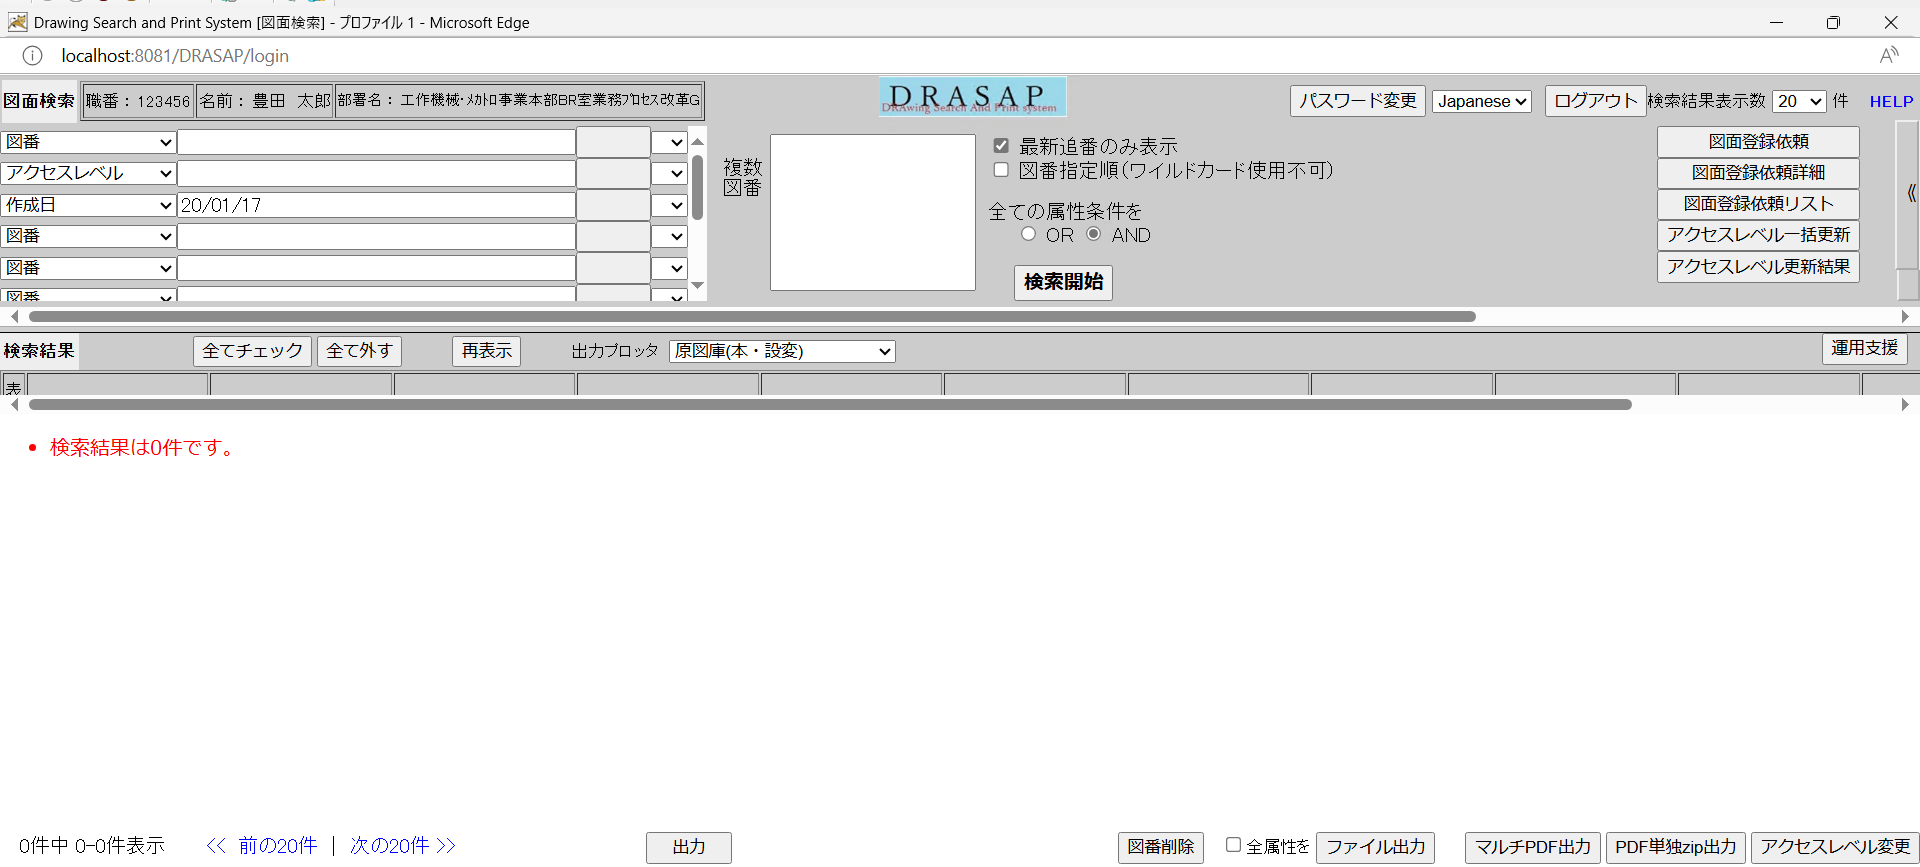 Drawing Search and Print System [図面検索] - プロファイル 1 - Microsoft Edge
localhost:8081/DRASAP/login
図面検索 職番： 123456 名前： 豊田　太郎 部署名： 工作機械･ﾒｶﾄﾛ事業本部BR室業務ﾌﾟﾛｾｽ改革G
DRASAP
DRAwing Search And Print system
パスワード変更 Japanese ログアウト 検索結果表示数 20 件 HELP
図番
アクセスレベル
作成日 20/01/17
図番
図番
図番
複数
図番
最新追番のみ表示
図番指定順(ワイルドカード使用不可)
全ての属性条件を
OR AND
検索開始
図面登録依頼
図面登録依頼詳細
図面登録依頼リスト
アクセスレベル一括更新
アクセスレベル更新結果
《
検索結果 全てチェック 全て外す 再表示 出力プロッタ 原図庫(本・設変) 運用支援
表
• 検索結果は0件です。
0件中 0-0件表示 << 前の20件 | 次の20件 >> 出力 図番削除 全属性を ファイル出力 マルチPDF出力 PDF単独zip出力 アクセスレベル変更